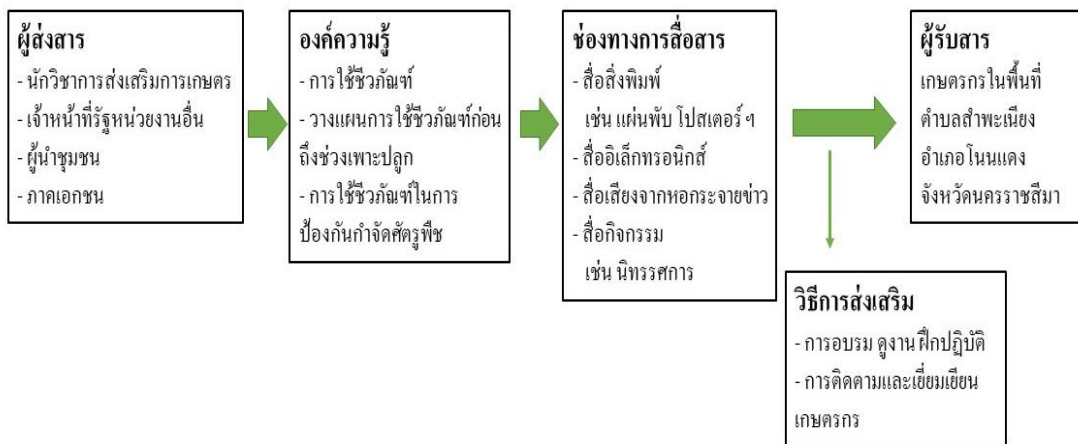 ผู้ส่งสาร
- นักวิชาการส่งเสริมการเกษตร
- เจ้าหน้าที่รัฐหน่วยงานอื่น
- ผู้นำชุมชน
- ภาคเอกชน
องค์ความรู้
- การใช้ชีวภัณฑ์
- วางแผนการใช้ชีวภัณฑ์ก่อน
ถึงช่วงเพาะปลูก
- การใช้ชีวภัณฑ์ในการ
ป้องกันกำจัดศัตรูพืช
ช่องทางการสื่อสาร
- สื่อสิ่งพิมพ์
เช่น แผ่นพับ โปสเตอร์ ฯ
- สื่ออิเล็กทรอนิกส์
- สื่อเสียงจากหอกระจายข่าว
- สื่อกิจกรรม
เช่น นิทรรศการ
ผู้รับสาร
เกษตรกรในพื้นที่
ตำบลสำพะเนียง
อำเภอโนนแดง
จังหวัดนครราชสีมา
วิธีการส่งเสริม
- การอบรม ดูงาน ฝึกปฏิบัติ
- การติดตามและเยี่ยมเยียน
เกษตรกร